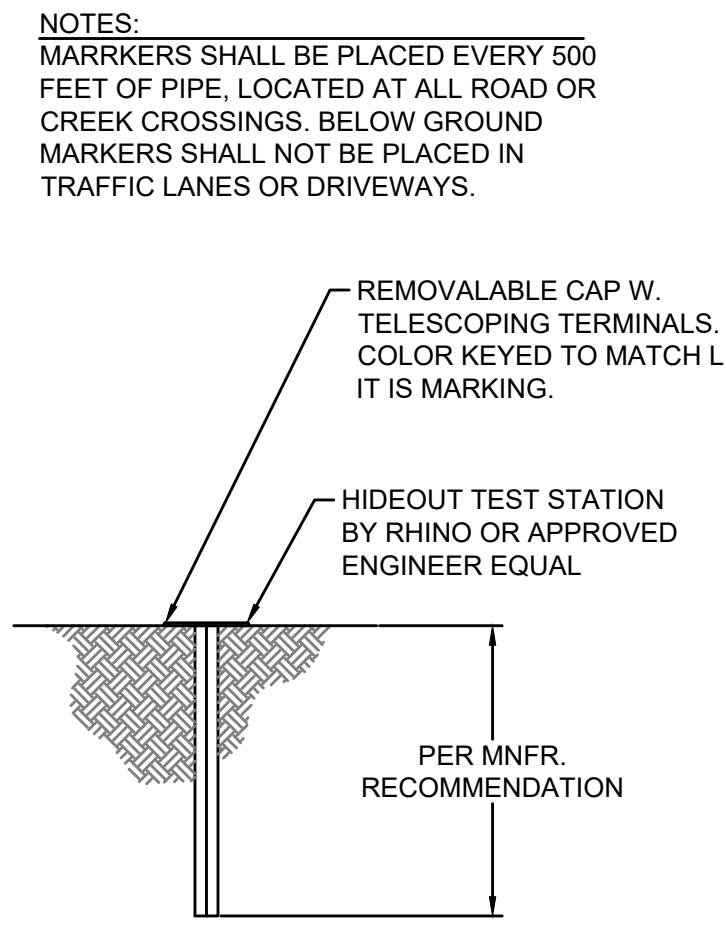 NOTES:
MARRKERS SHALL BE PLACED EVERY 500
FEET OF PIPE, LOCATED AT ALL ROAD OR
CREEK CROSSINGS. BELOW GROUND
MARKERS SHALL NOT BE PLACED IN
TRAFFIC LANES OR DRIVEWAYS.
REMOVALABLE CAP W.
TELESCOPING TERMINALS.
COLOR KEYED TO MATCH
IT IS MARKING.
HIDEOUT TEST STATION
BY RHINO OR APPROVED
ENGINEER EQUAL
PER MNFR.
RECOMMENDATION